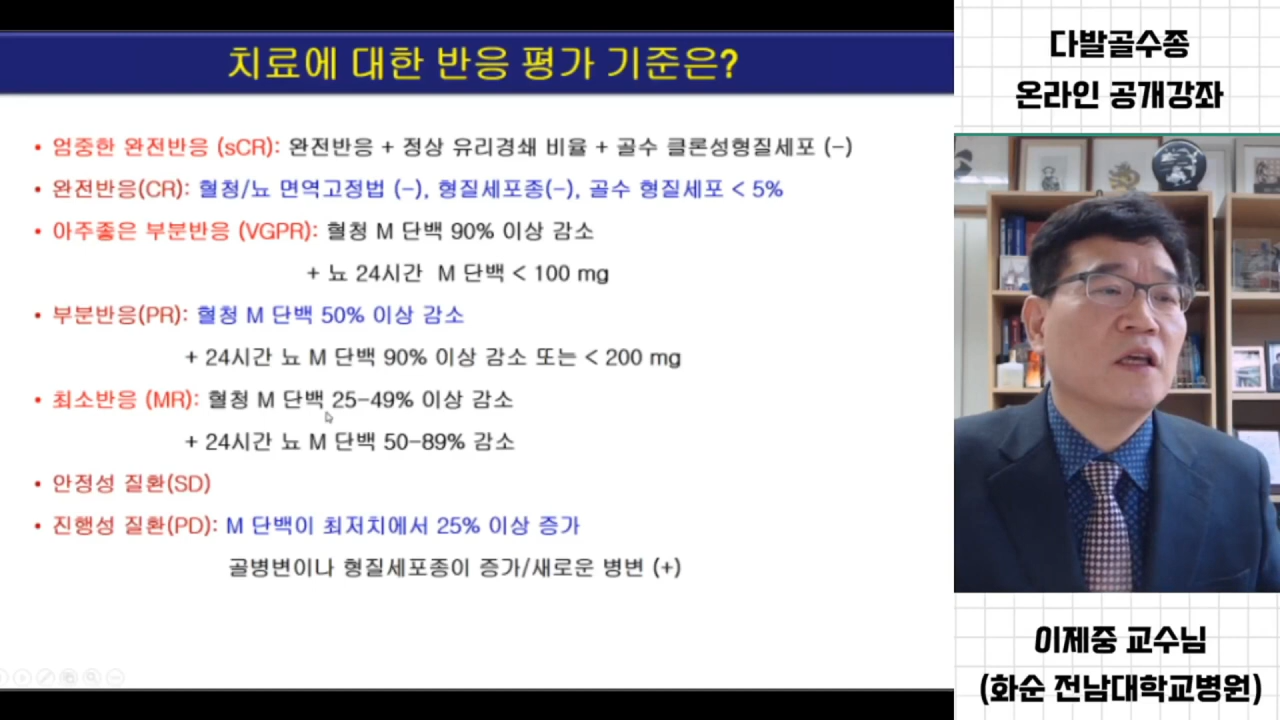 치료에 대한 반응 평가 기준은?
• 엄중한 완전반응 (sCR): 완전반응 + 정상 유리경쇄 비율 + 골수 클론성형질세포 (-)
• 완전반응(CR): 혈청/뇨 면역고정법 (-), 형질세포종(-), 골수 형질세포 < 5%
• 아주좋은 부분반응 (VGPR): 혈청 M 단백 90% 이상 감소
+ 뇨 24시간 M 단백 < 100 mg
• 부분반응(PR): 혈청 M 단백 50% 이상 감소
+ 24시간 뇨 M 단백 90% 이상 감소 또는 < 200 mg
• 최소반응 (MR): 혈청 M 단백 25-49% 이상 감소
+ 24시간 뇨 M 단백 50-89% 감소
• 안정성 질환(SD)
• 진행성 질환(PD): M 단백이 최저치에서 25% 이상 증가
골병변이나 형질세포종이 증가/새로운 병변 (+)
다발골수종
온라인 공개강좌
이제중 교수님
(화순 전남대학교병원)